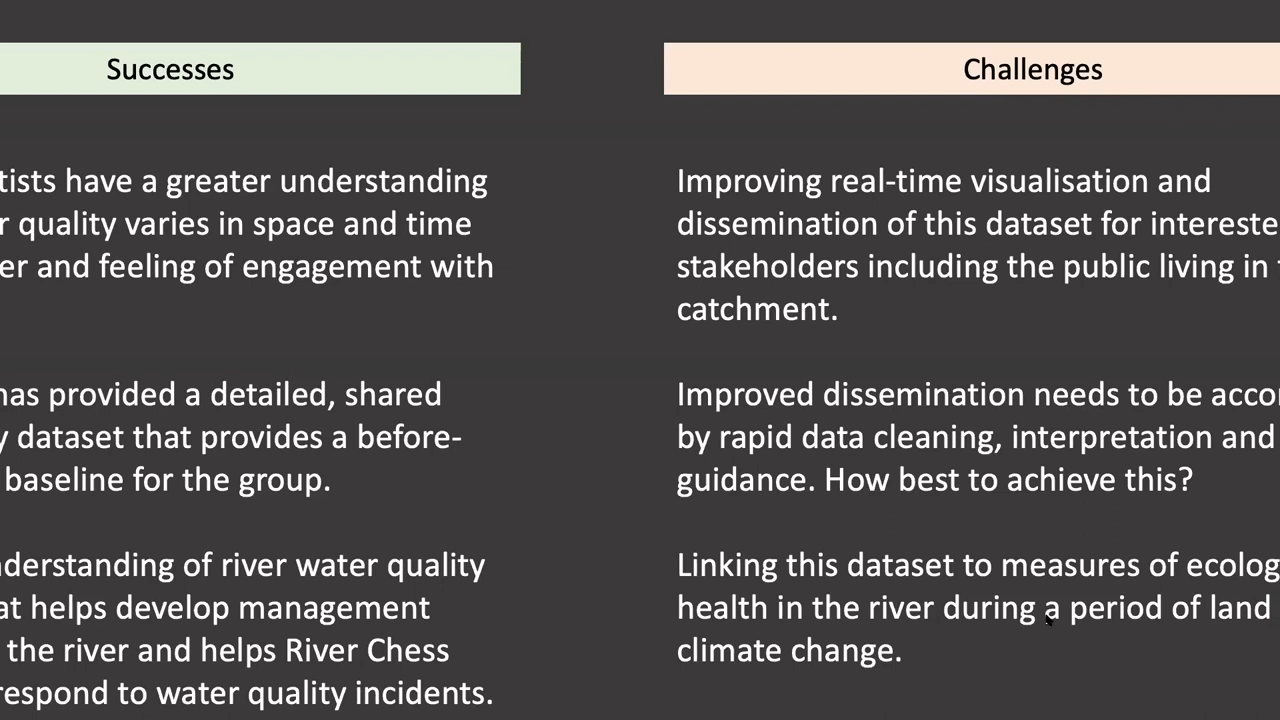 Successes
tists have a greater understanding
r quality varies in space and time
er and feeling of engagement with
has provided a detailed, shared
y dataset that provides a before-
baseline for the group.
nderstanding of river water quality
at helps develop management
the river and helps River Chess
respond to water quality incidents.
Challenges
Improving real-time visualisation and
dissemination of this dataset for intereste
stakeholders including the public living in
catchment.
Improved dissemination needs to be acco
by rapid data cleaning, interpretation and
guidance. How best to achieve this?
Linking this dataset to measures of ecolog
health in the river during a period of land
climate change.